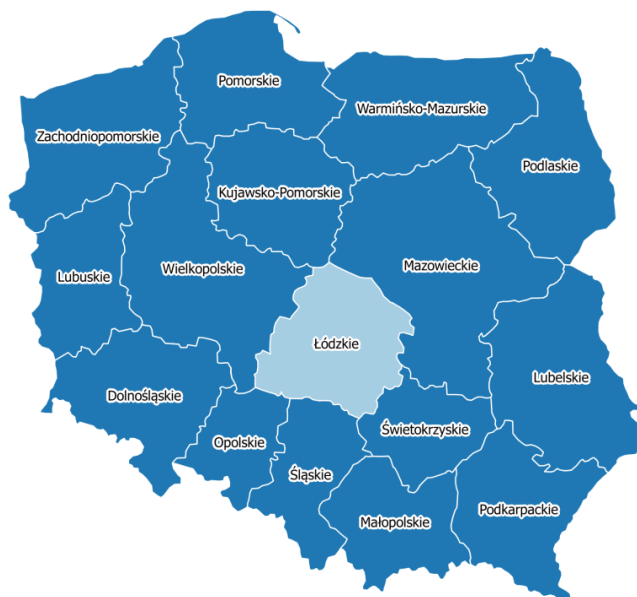 Pomorskie
Warmińsko-Mazurskie
Zachodniopomorskie
Podlaskie
Kujawsko-Pomorskie
Mazowieckie
Wielkopolskie
Lubuskie
Łódzkie
Lubelskie
Dolnośląskie
Świetokrzyskie
Opolskie
Śląskie
Podkarpackie
Małopolskie